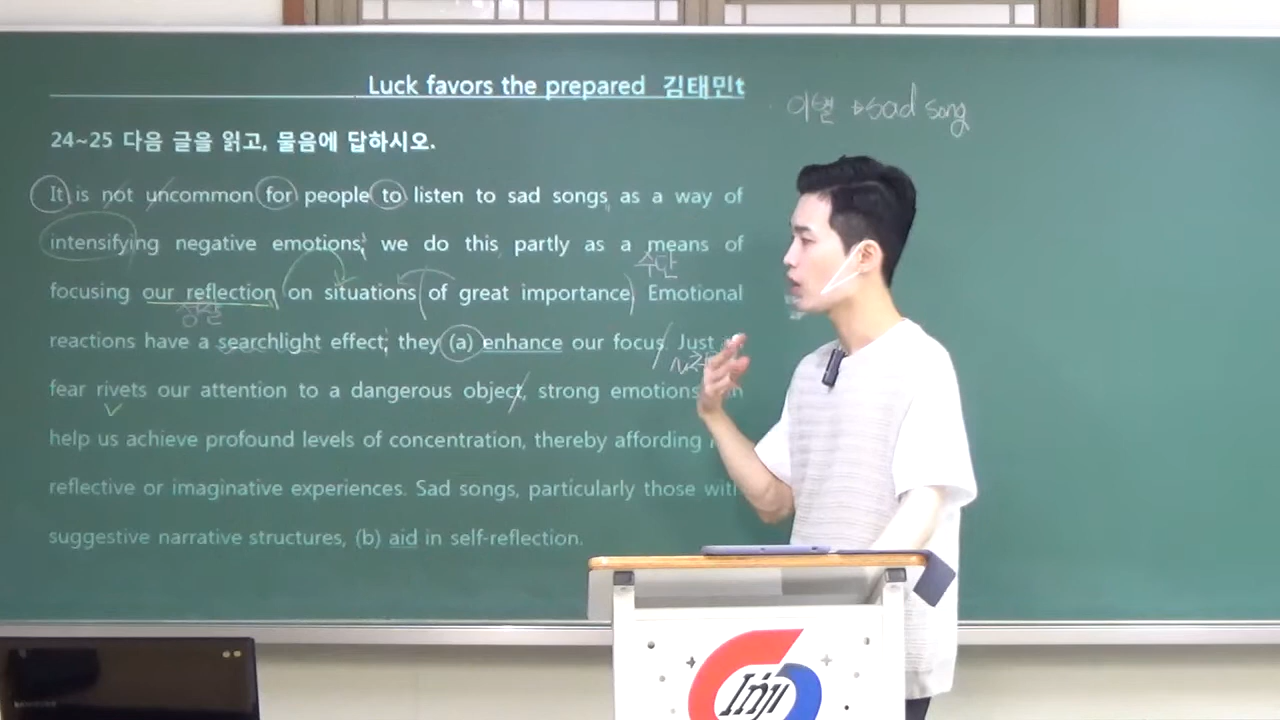 Luck favors the prepared 김태민t
이별 →sad song
24~25 다음 글을 읽고, 물음에 답하시오.
It is not uncommon for people to listen to sad songs as a way of
intensifying negative emotions; we do this partly as a means of
수단
focusing our reflection on situations of great importance. Emotional
성찰
reactions have a searchlight effect; they (a) enhance our focus. Just
fear rivets our attention to a dangerous object, strong emotions
help us achieve profound levels of concentration, thereby affording
reflective or imaginative experiences. Sad songs, particularly those with
suggestive narrative structures, (b) aid in self-reflection.
Inji